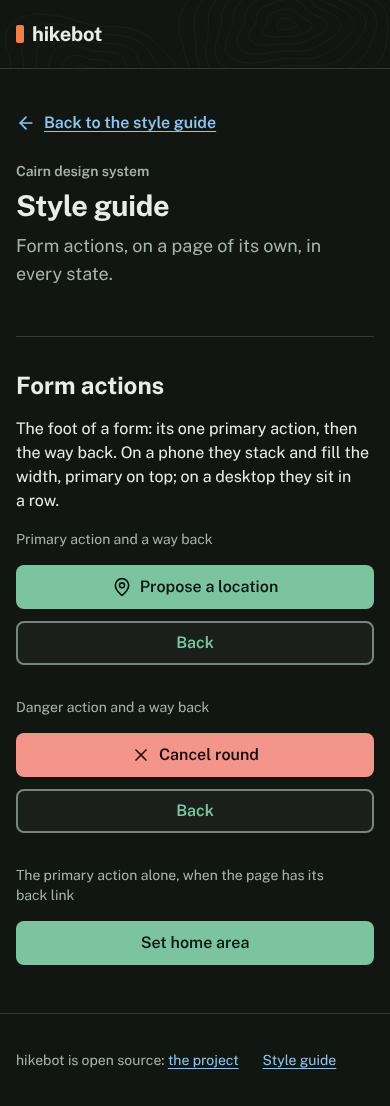 hikebot
Back to the style guide
Cairn design system
Style guide
Form actions, on a page of its own, in
every state.
Form actions
The foot of a form: its one primary action, then
the way back. On a phone they stack and fill the
width, primary on top; on a desktop they sit in
a row.
Primary action and a way back
Propose a location
Back
Danger action and a way back
Cancel round
Back
The primary action alone, when the page has its
back link
Set home area
hikebot is open source: the project Style guide